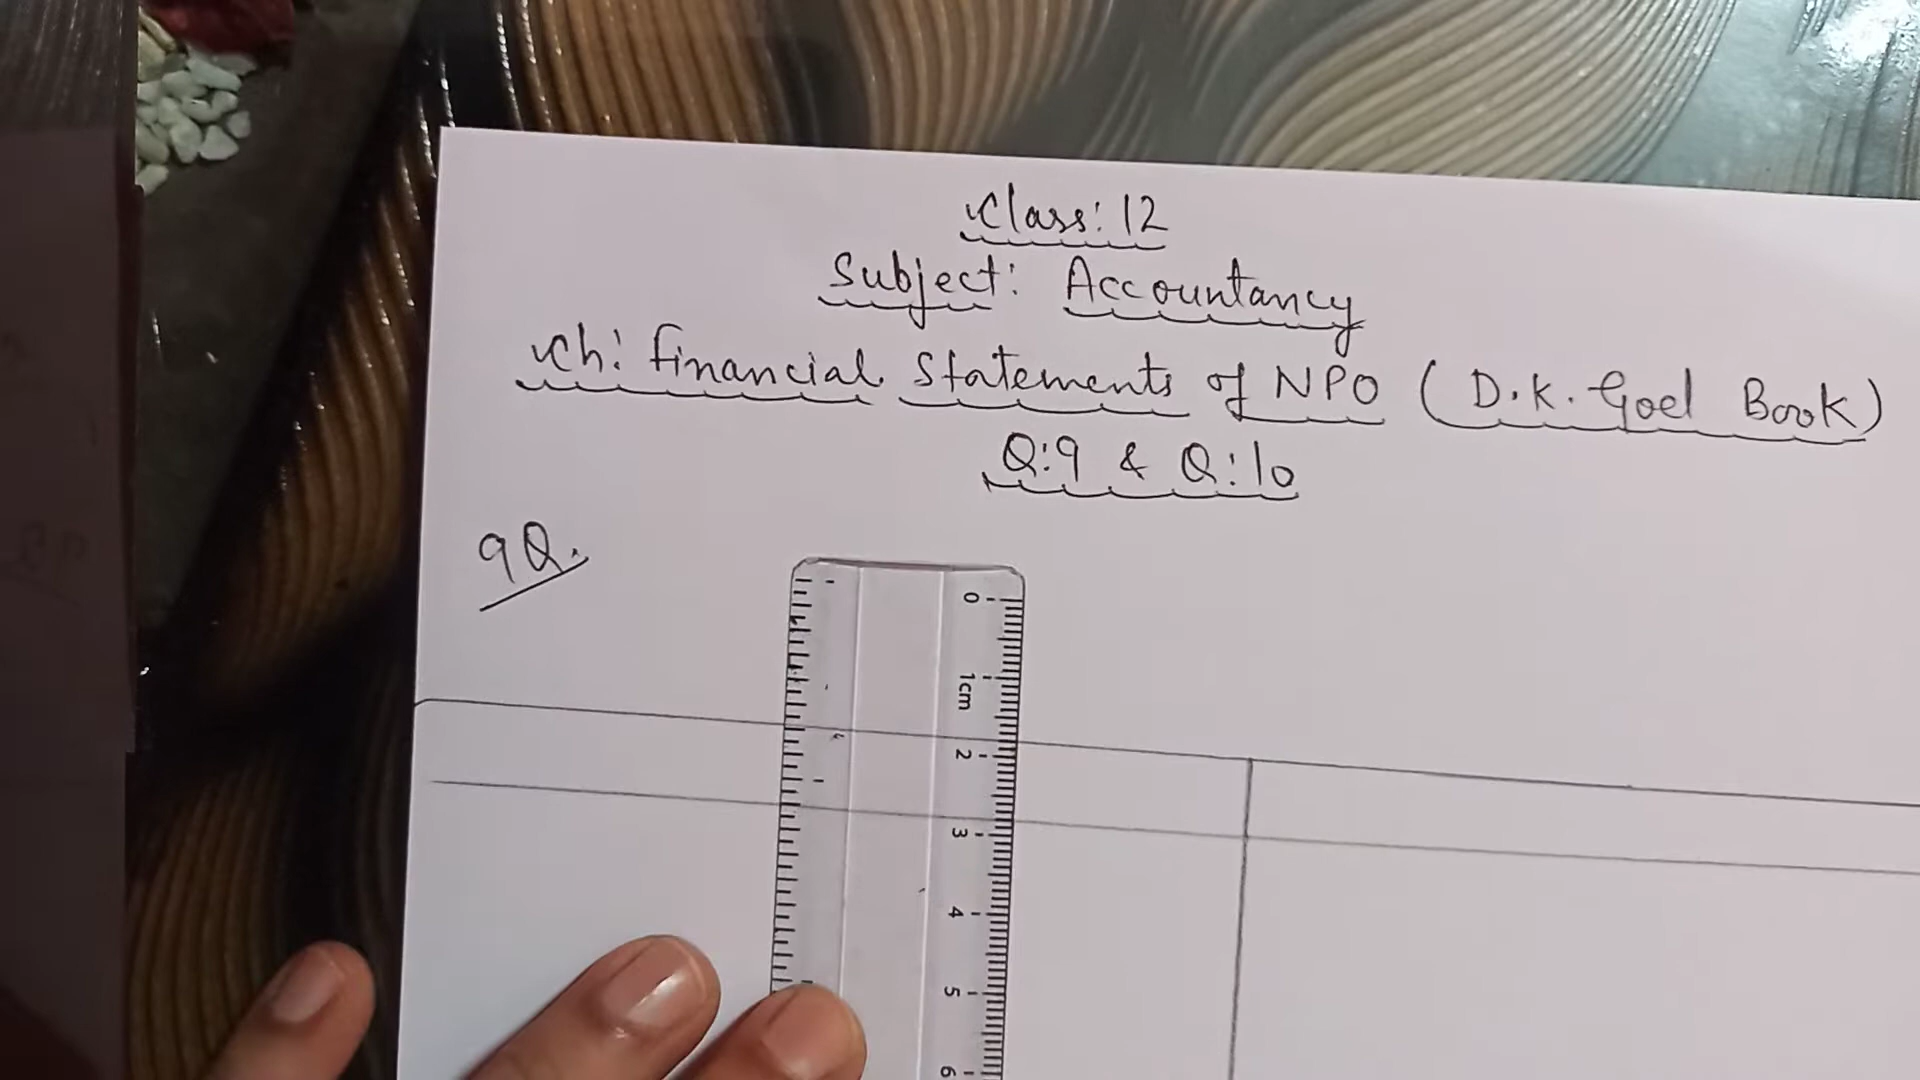 Class: 12
Subject: Accountancy
Ch: Financial Statements of NPO (D.K. Goel Book)
Q:9 & Q:10
9Q.
0
1cm
2
3
4
5
6